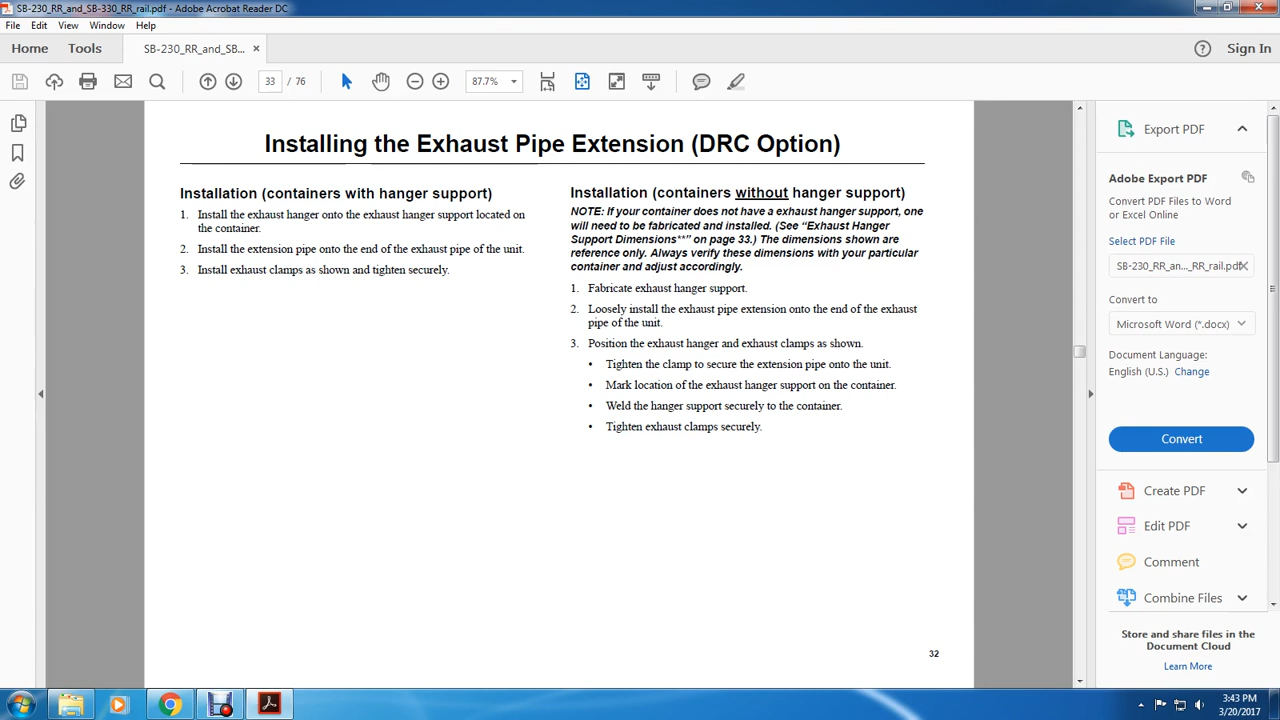 SB-230_RR_and_SB-330_RR_rail.pdf - Adobe Acrobat Reader DC
File Edit View Window Help
Home Tools SB-230_RR_and_SB... × ? Sign In
33 / 76 87.7%
Installing the Exhaust Pipe Extension (DRC Option)
Installation (containers with hanger support)
1. Install the exhaust hanger onto the exhaust hanger support located on
the container.
2. Install the extension pipe onto the end of the exhaust pipe of the unit.
3. Install exhaust clamps as shown and tighten securely.
Installation (containers without hanger support)
NOTE: If your container does not have a exhaust hanger support, one
will need to be fabricated and installed. (See “Exhaust Hanger
Support Dimensions**” on page 33.) The dimensions shown are
reference only. Always verify these dimensions with your particular
container and adjust accordingly.
1. Fabricate exhaust hanger support.
2. Loosely install the exhaust pipe extension onto the end of the exhaust
pipe of the unit.
3. Position the exhaust hanger and exhaust clamps as shown.
• Tighten the clamp to secure the extension pipe onto the unit.
• Mark location of the exhaust hanger support on the container.
• Weld the hanger support securely to the container.
• Tighten exhaust clamps securely.
32
Export PDF
Adobe Export PDF
Convert PDF Files to Word
or Excel Online
Select PDF File
SB-230_RR_an..._RR_rail.pdf
Convert to
Microsoft Word (*.docx)
Document Language:
English (U.S.) Change
Convert
Create PDF
Edit PDF
Comment
Combine Files
Store and share files in the
Document Cloud
Learn More
3:43 PM
3/20/2017